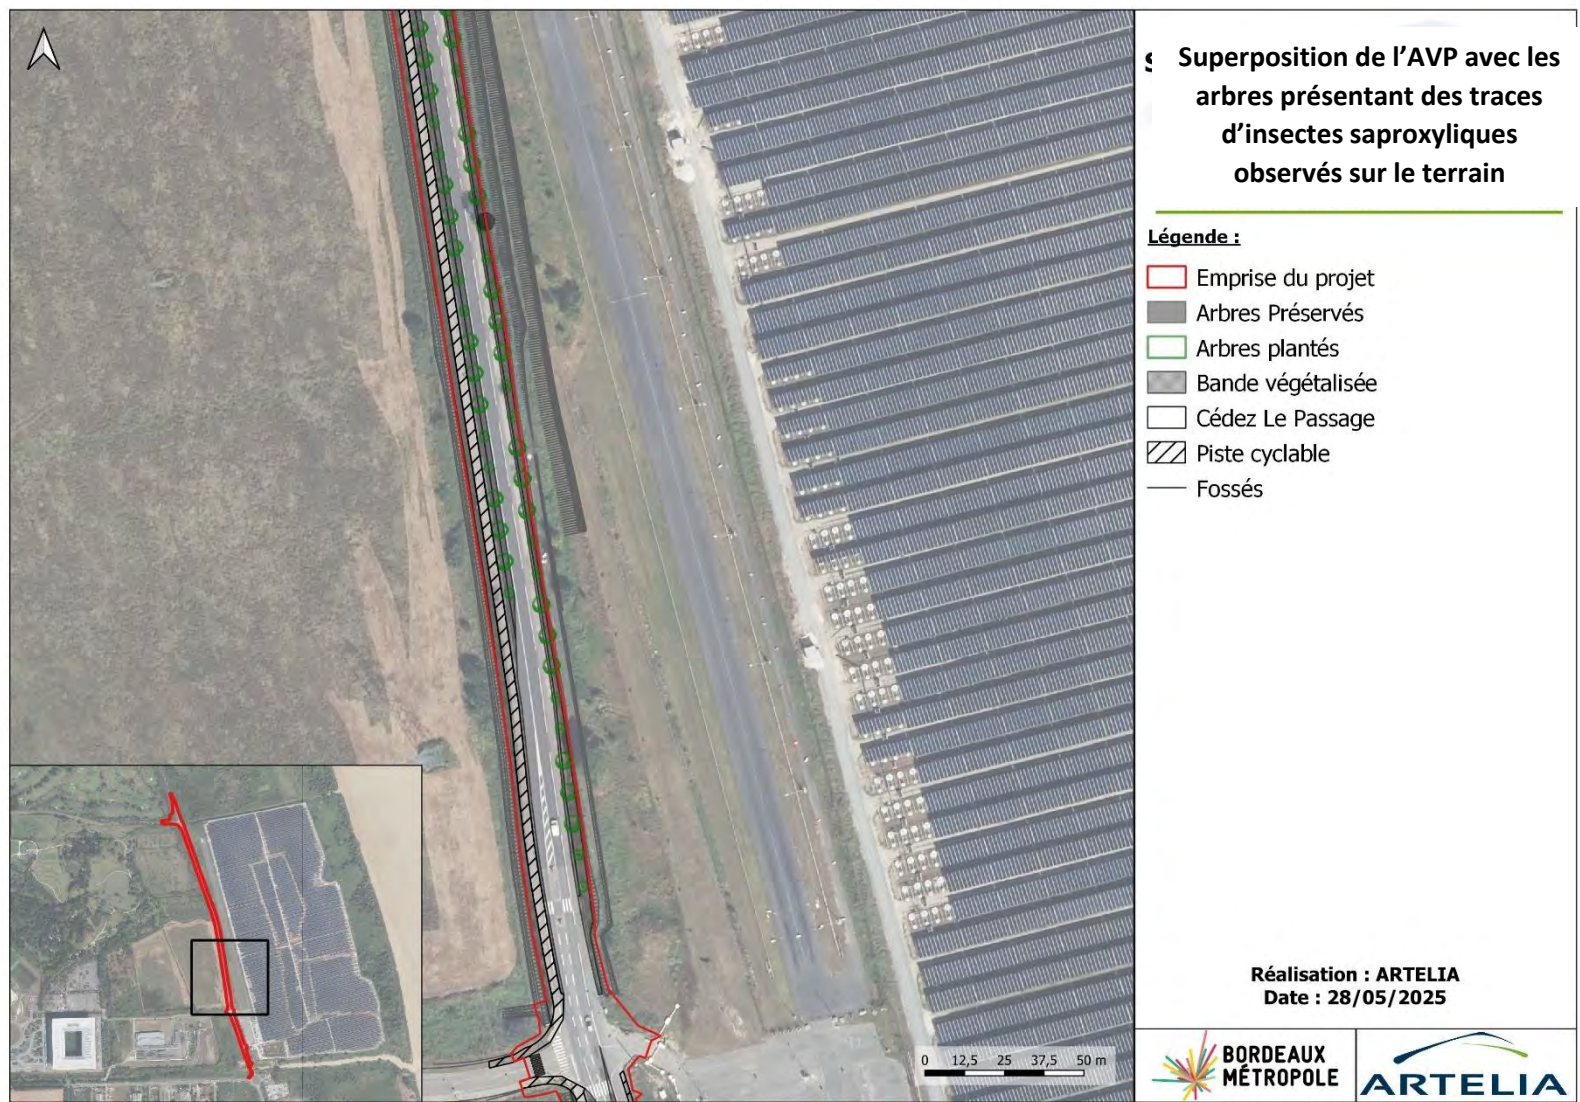 S Superposition de l’AVP avec les
arbres présentant des traces
d’insectes saproxyliques
observés sur le terrain
Légende :
Emprise du projet
Arbres Préservés
Arbres plantés
Bande végétalisée
Cédez Le Passage
Piste cyclable
Fossés
Réalisation : ARTELIA
Date : 28/05/2025
0 12,5 25 37,5 50 m
BORDEAUX
MÉTROPOLE
ARTELIA